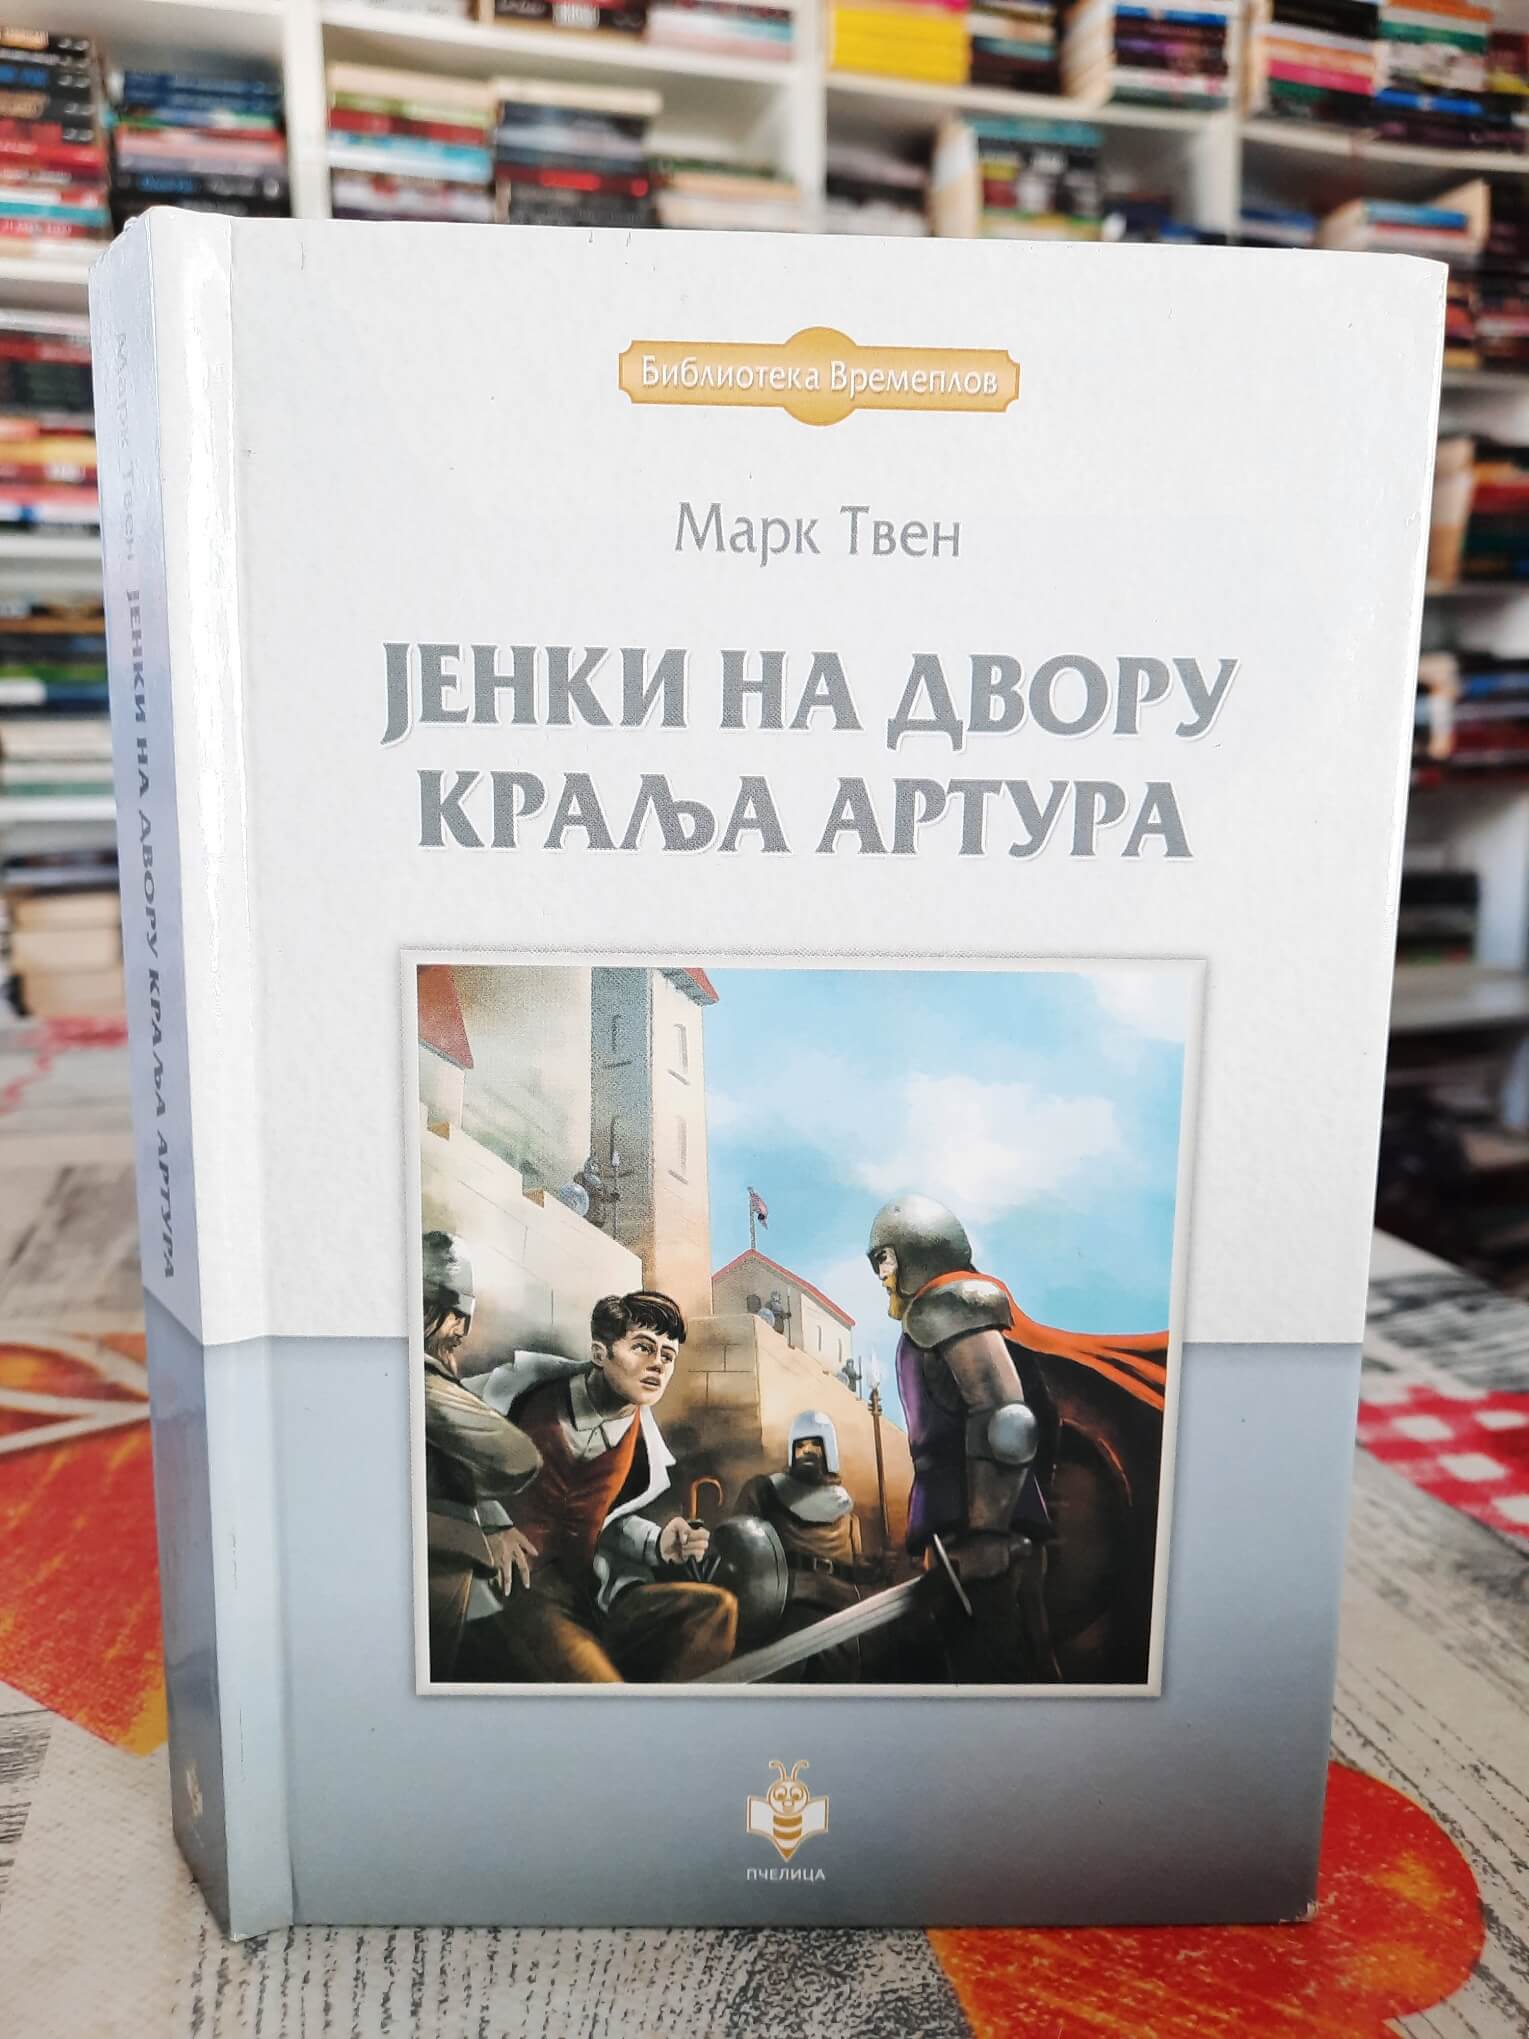 Библиотека Времеплов
Марк Твен
ЈЕНКИ НА ДВОРУ
КРАЉА АРТУРА
ПЧЕЛИЦА
Марк Твен ЈЕНКИ НА ДВОРУ КРАЉА АРТУРА